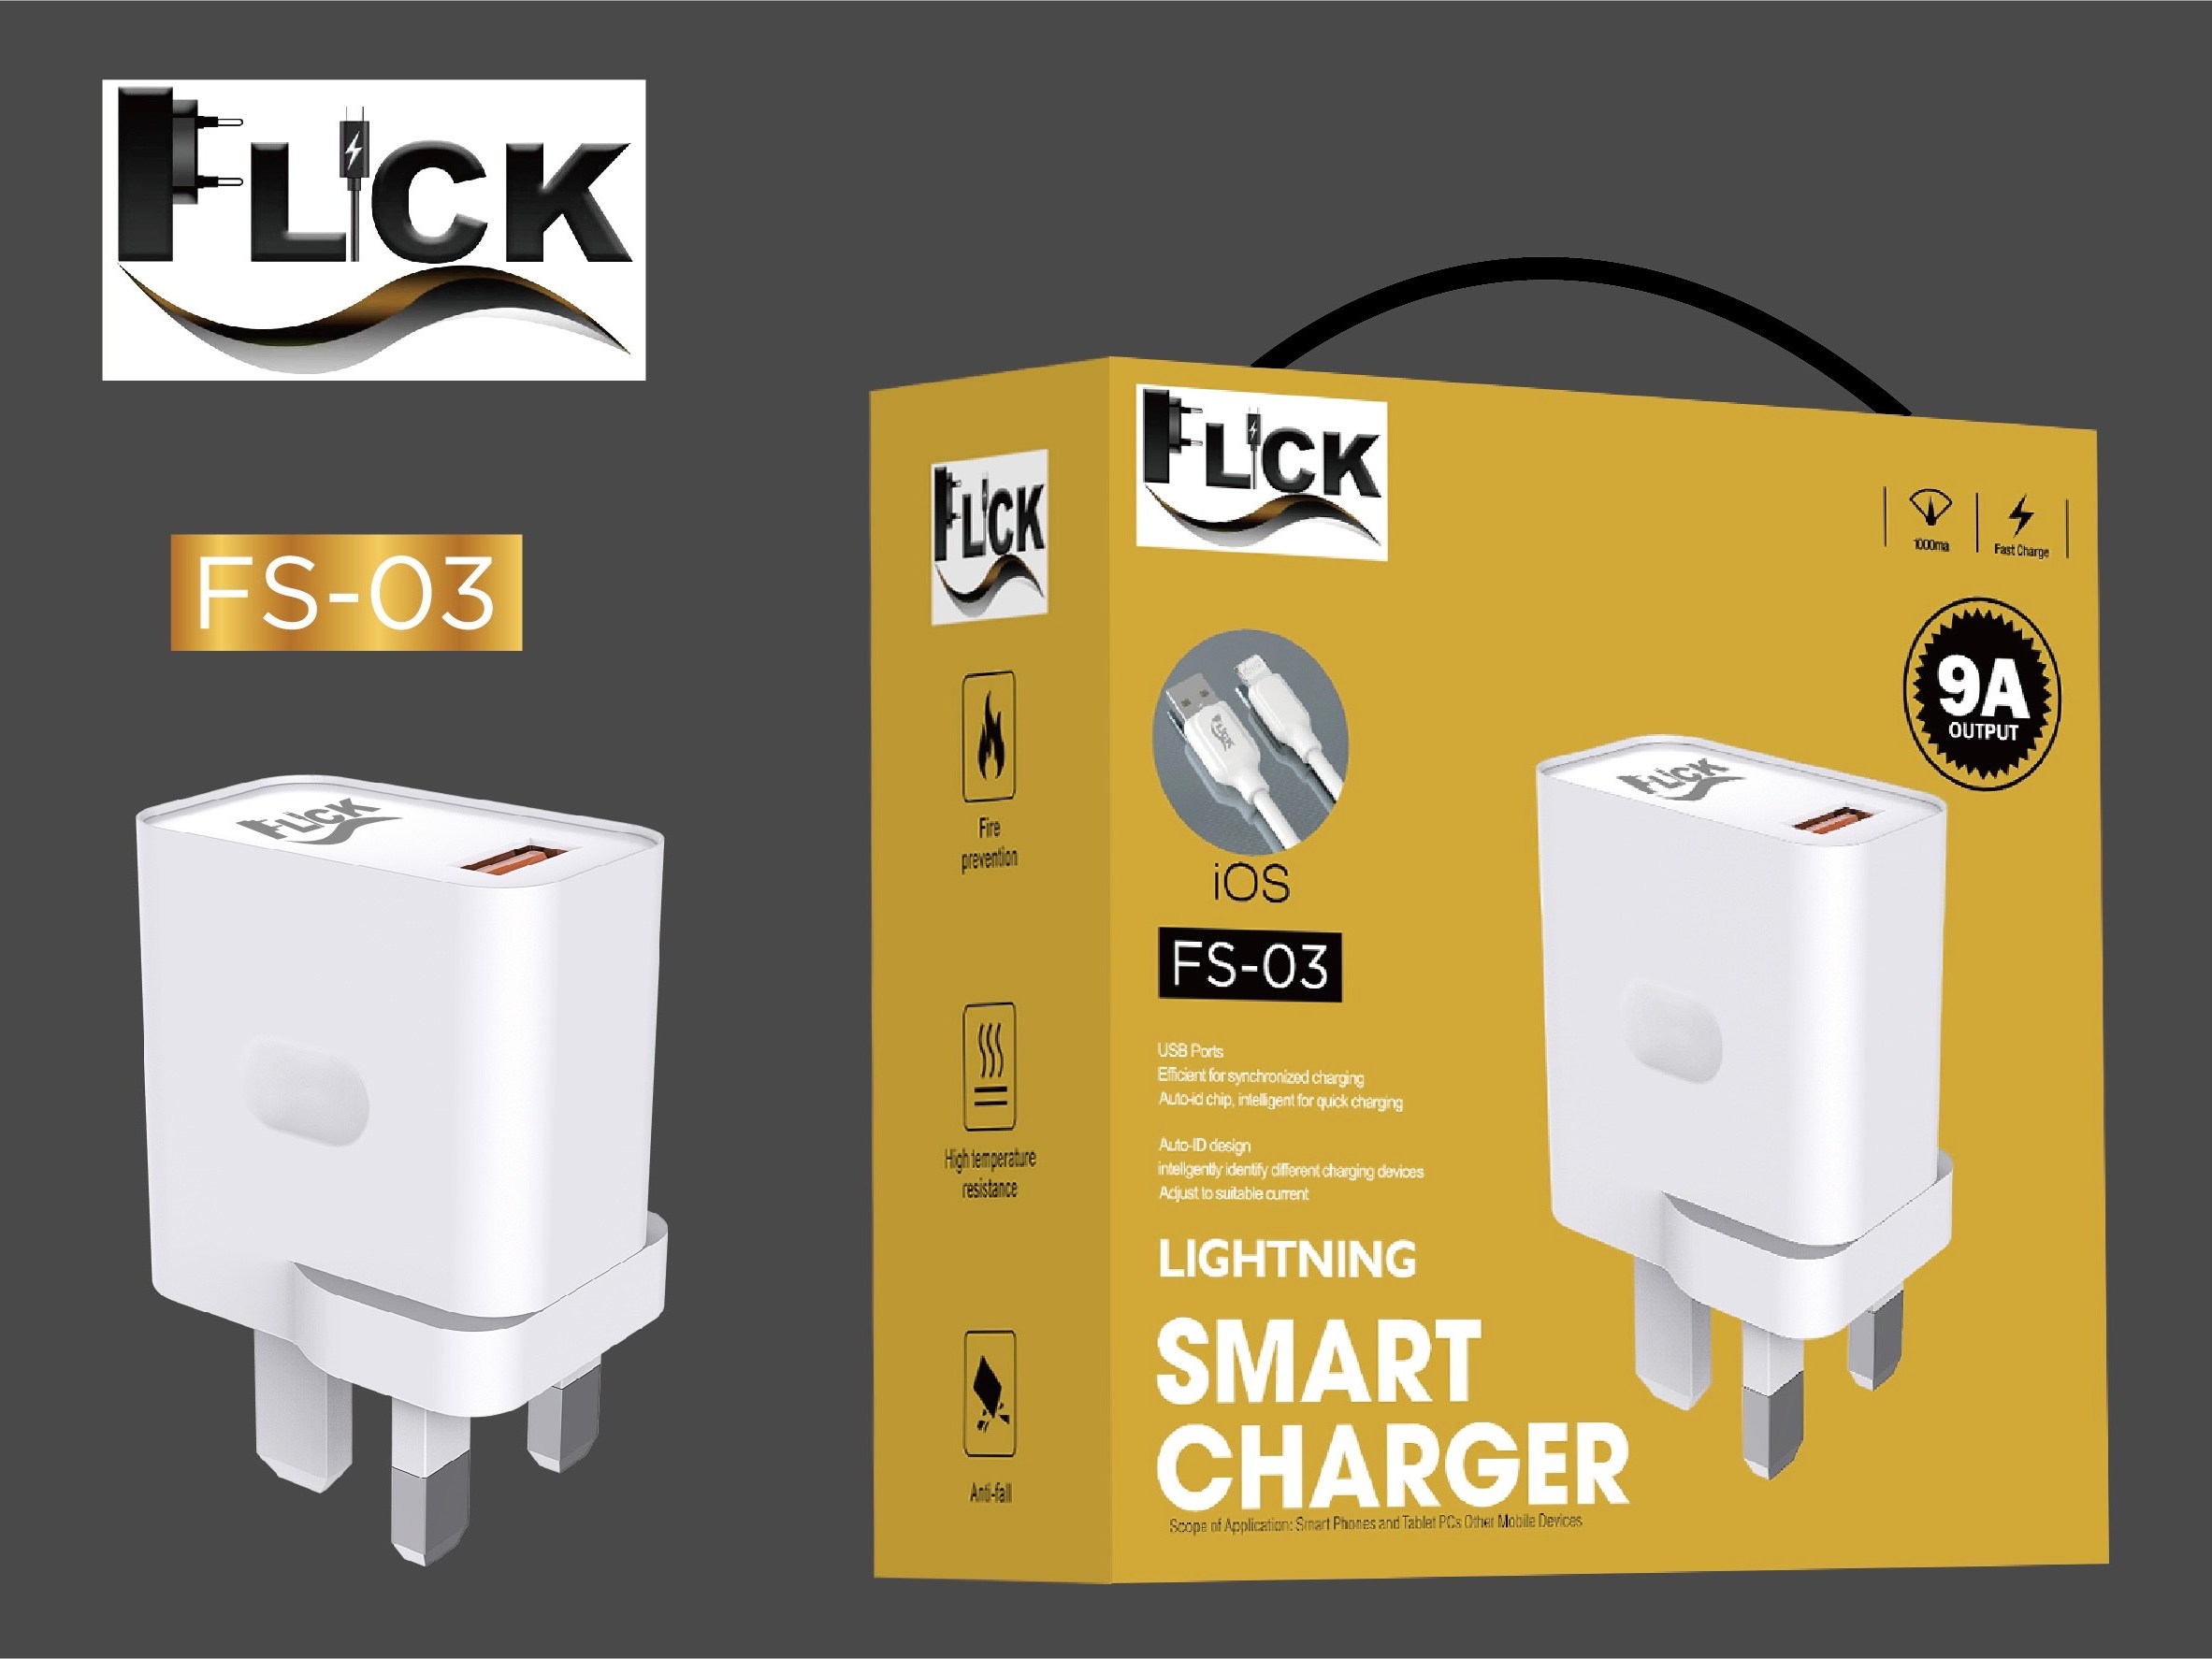 FLiCK
FS-03
FLiCK
FLiCK
FLiCK
1000ma
Fast Charge
9A
OUTPUT
FLiCK
FLiCK
FLiCK
iOS
FS-03
Fire
prevention
High temperature
resistance
Anti-fall
USB Ports
Efficient for synchronized charging
Auto-id chip, intelligent for quick charging
Auto-ID design
intelligently identify different charging devices
Adjust to suitable current
LIGHTNING
SMART
CHARGER
Scope of Application: Smart Phones and Tablet PCs Other Mobile Devices